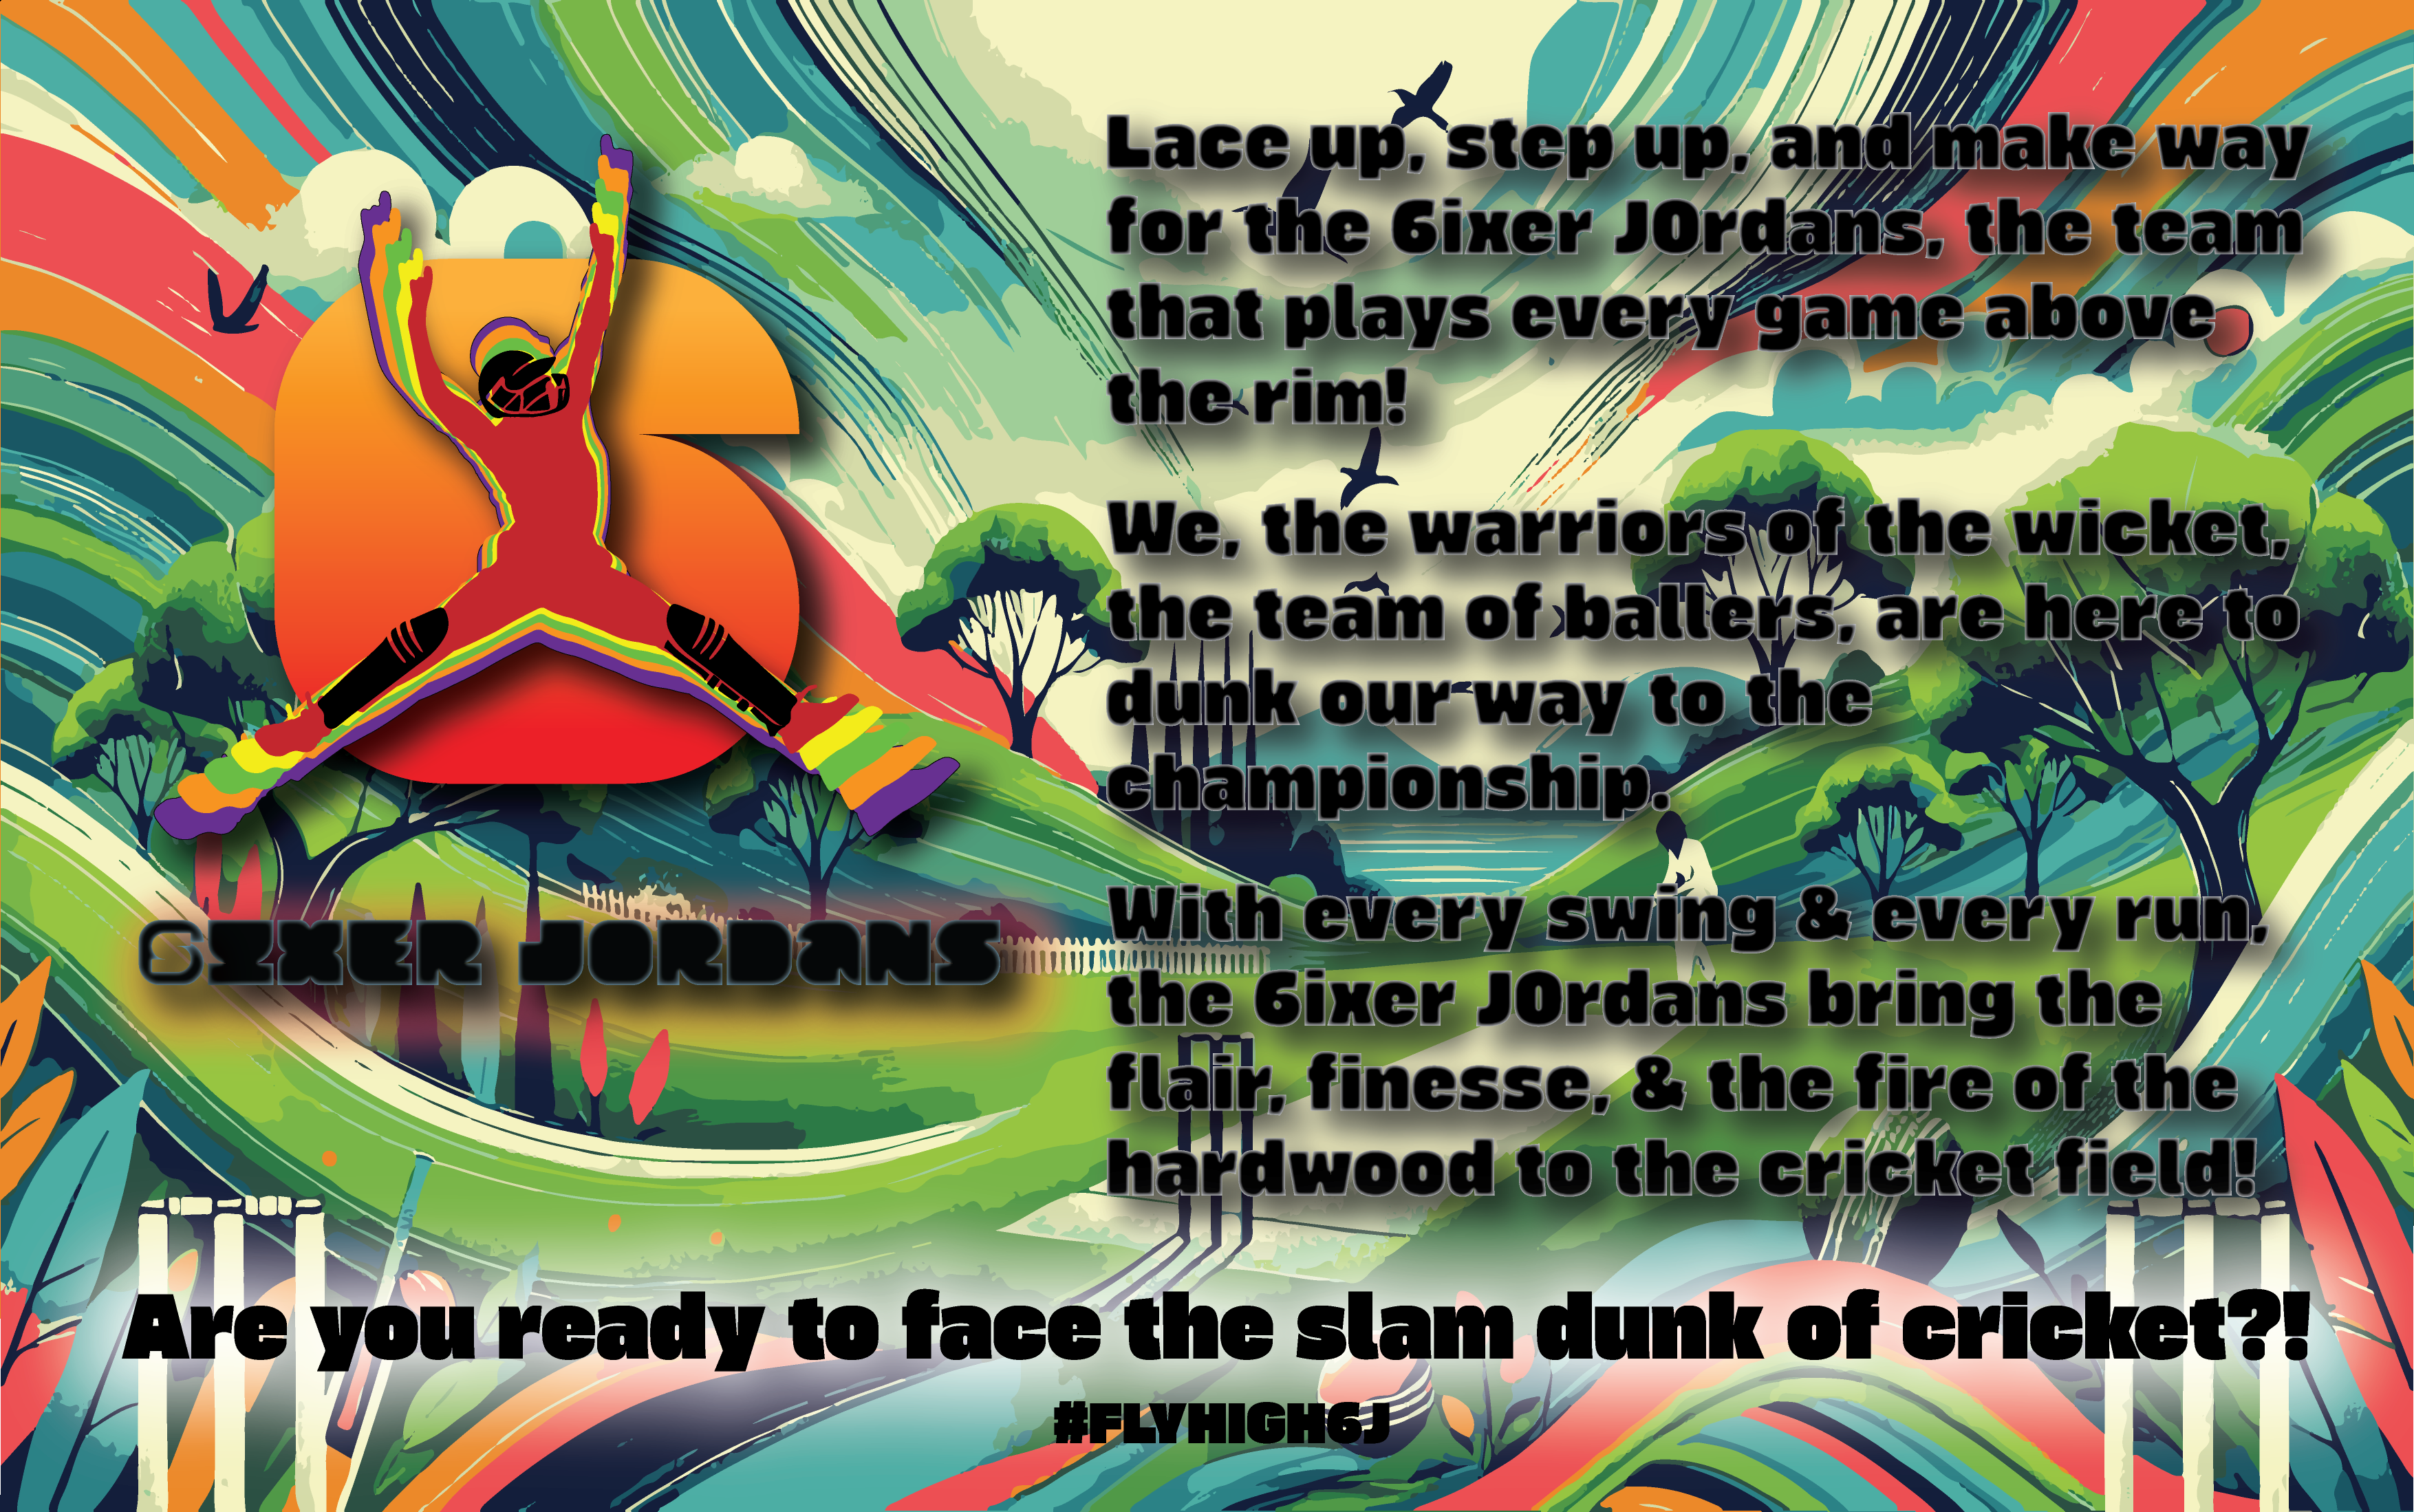 Lace up, step up, and make way
for the 6ixer J0rdans, the team
that plays every game above
the rim!
We, the warriors of the wicket,
the team of ballers, are here to
dunk our way to the
championship.
With every swing & every run,
the 6ixer J0rdans bring the
flair, finesse, & the fire of the
hardwood to the cricket field!
6IXER JORDANS
Are you ready to face the slam dunk of cricket?!
#FLYHIGH6J